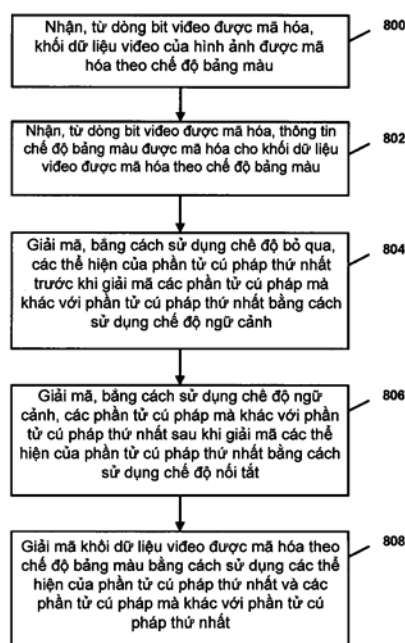 Nhận, từ dòng bit video được mã hóa,
khối dữ liệu video của hình ảnh được mã
hóa theo chế độ bảng màu
800
Nhận, từ dòng bit video được mã hóa, thông tin
chế độ bảng màu được mã hóa cho khối dữ liệu
video được mã hóa theo chế độ bảng màu
802
Giải mã, bằng cách sử dụng chế độ bỏ qua,
các thể hiện của phần tử cú pháp thứ nhất
trước khi giải mã các phần tử cú pháp mà
khác với phần tử cú pháp thứ nhất bằng cách
sử dụng chế độ ngữ cảnh
804
Giải mã, bằng cách sử dụng chế độ ngữ
cảnh, các phần tử cú pháp mà khác với phần
tử cú pháp thứ nhất sau khi giải mã các thể
hiện của phần tử cú pháp thứ nhất bằng cách
sử dụng chế độ nối tắt
806
Giải mã khối dữ liệu video được mã hóa theo
chế độ bảng màu bằng cách sử dụng các thể
hiện của phần tử cú pháp thứ nhất và các
phần tử cú pháp mà khác với phần tử cú
pháp thứ nhất
808